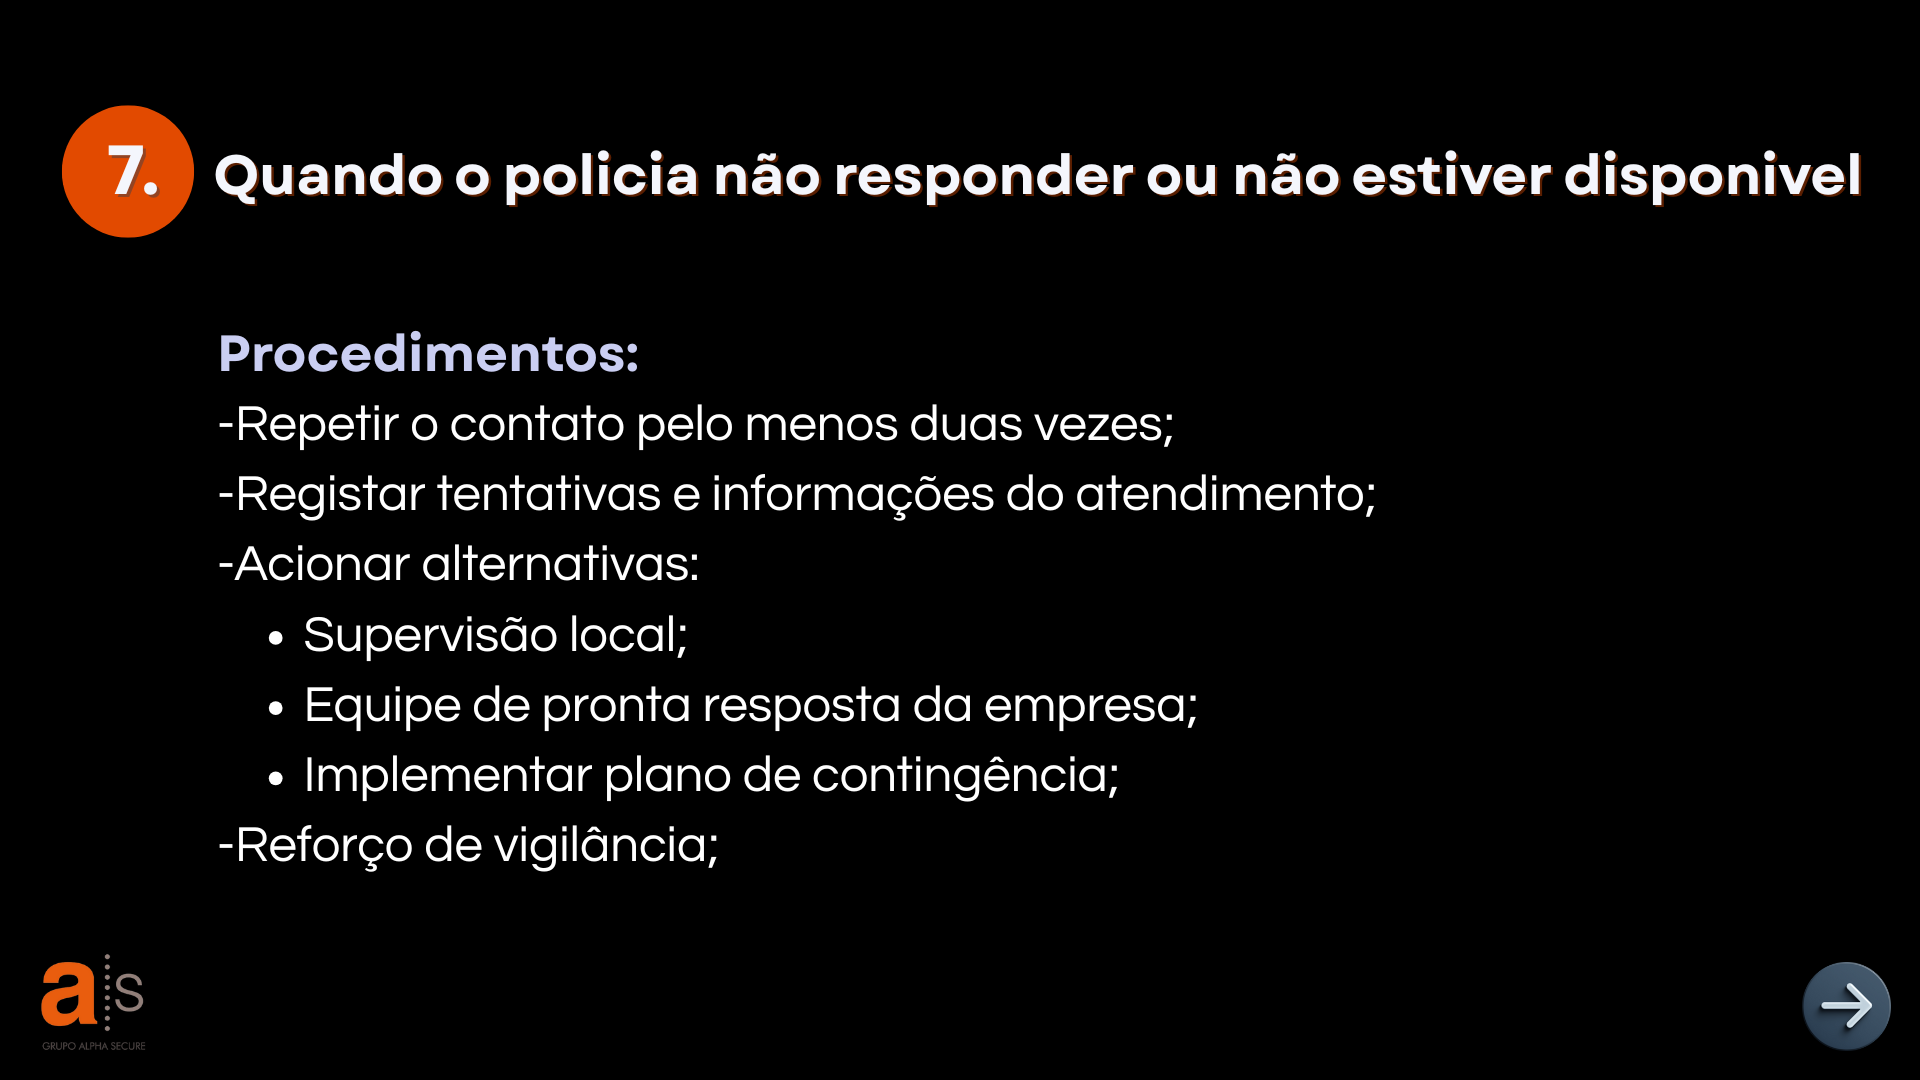 7. Quando o policia não responder ou não estiver disponivel
Procedimentos:
-Repetir o contato pelo menos duas vezes;
-Registar tentativas e informações do atendimento;
-Acionar alternativas:
• Supervisão local;
• Equipe de pronta resposta da empresa;
• Implementar plano de contingência;
-Reforço de vigilância;
a s
GRUPO ALPHA SECURE